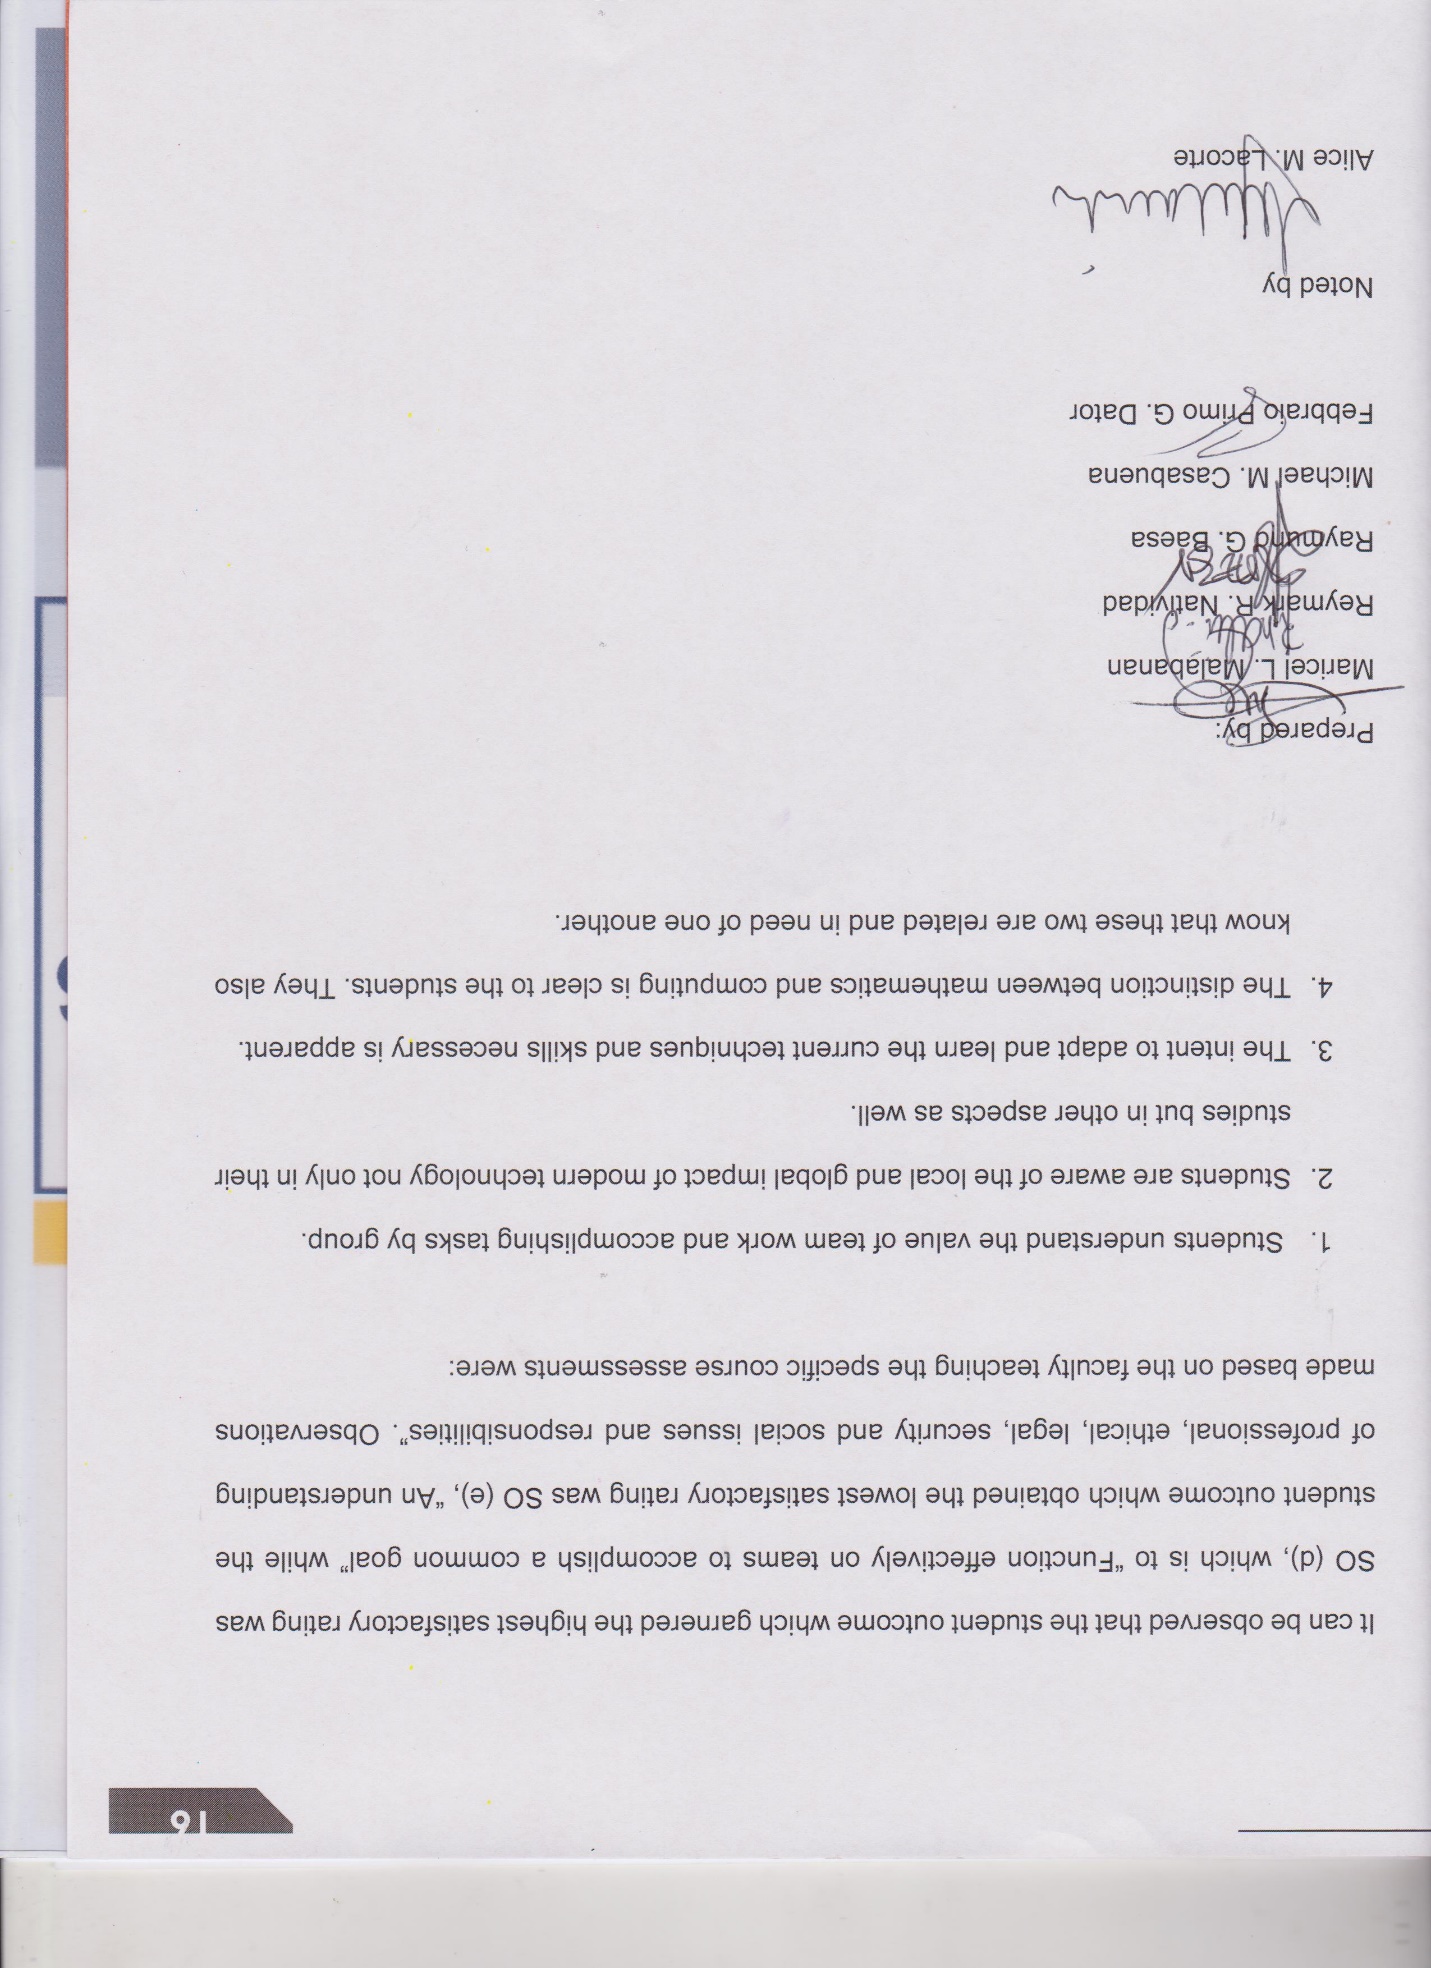 16
It can be observed that the student outcome which garnered the highest satisfactory rating was
SO (d), which is to “Function effectively on teams to accomplish a common goal” while the
student outcome which obtained the lowest satisfactory rating was SO (e), “An understanding
of professional, ethical, legal, security and social issues and responsibilities”. Observations
made based on the faculty teaching the specific course assessments were:
1. Students understand the value of team work and accomplishing tasks by group.
2. Students are aware of the local and global impact of modern technology not only in their
studies but in other aspects as well.
3. The intent to adapt and learn the current techniques and skills necessary is apparent.
4. The distinction between mathematics and computing is clear to the students. They also
know that these two are related and in need of one another.
Prepared by:
Maricel L. Malabanan
Reymark R. Natividad
Raymund G. Baesa
Michael M. Casabuena
Febbraio Primo G. Dator
Noted by
Alice M. Lacorte